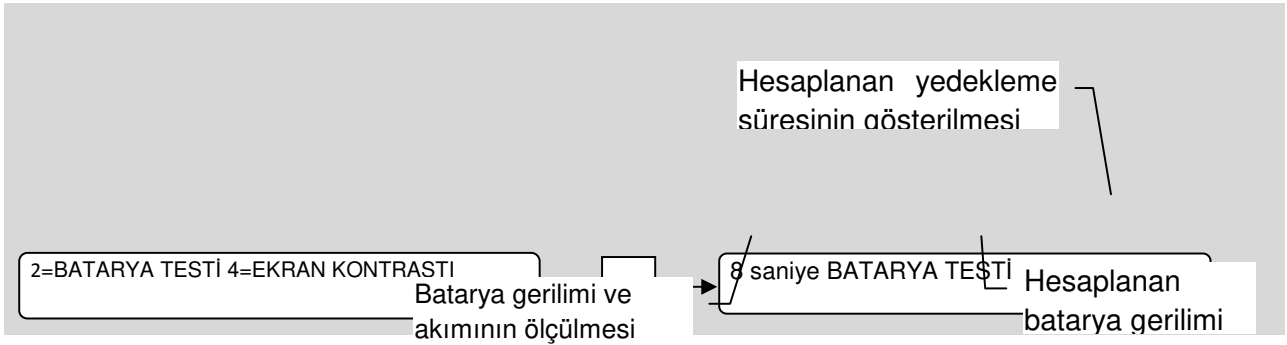 Hesaplanan yedekleme
süresinin gösterilmesi
2=BATARYA TESTİ 4=EKRAN KONTRASTI
8 saniye BATARYA TESTİ
Batarya gerilimi ve
akımının ölçülmesi
Hesaplanan
batarya gerilimi